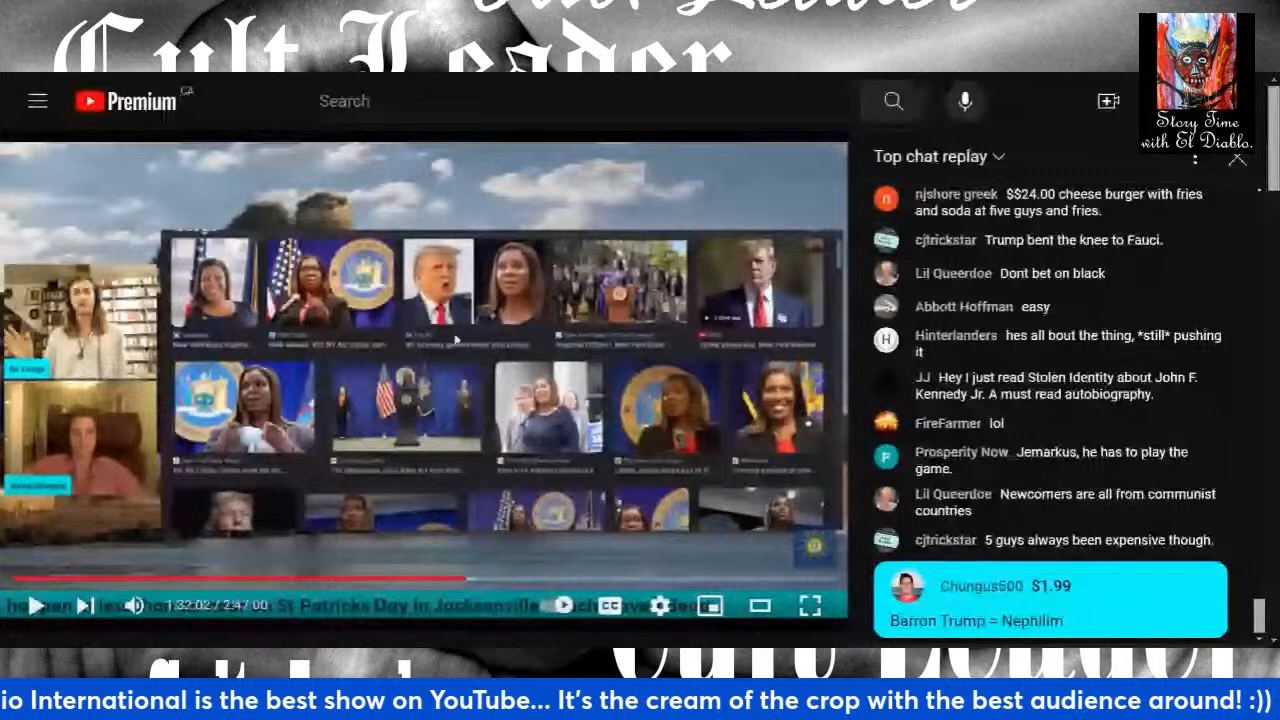 Cult Leader
Premium
CA
Search
Story Time
with El Diablo.
Top chat replay
njshore greek $$24.00 cheese burger with fries
and soda at five guys and fries.
cjtrickstar Trump bent the knee to Fauci.
Lil Queerdoe Dont bet on black
Abbott Hoffman easy
Hinterlanders hes all bout the thing, *still* pushing
it
JJ Hey I just read Stolen Identity about John F.
Kennedy Jr. A must read autobiography.
FireFarmer lol
Prosperity Now Jemarkus, he has to play the
game.
Lil Queerdoe Newcomers are all from communist
countries
cjtrickstar 5 guys always been expensive though.
Chungus500 $1.99
Barron Trump = Nephilim
1:32:02 / 2:47:00
St Patricks Day in Jacksonville
CC
Cult Leader
io International is the best show on YouTube... It's the cream of the crop with the best audience around! :))